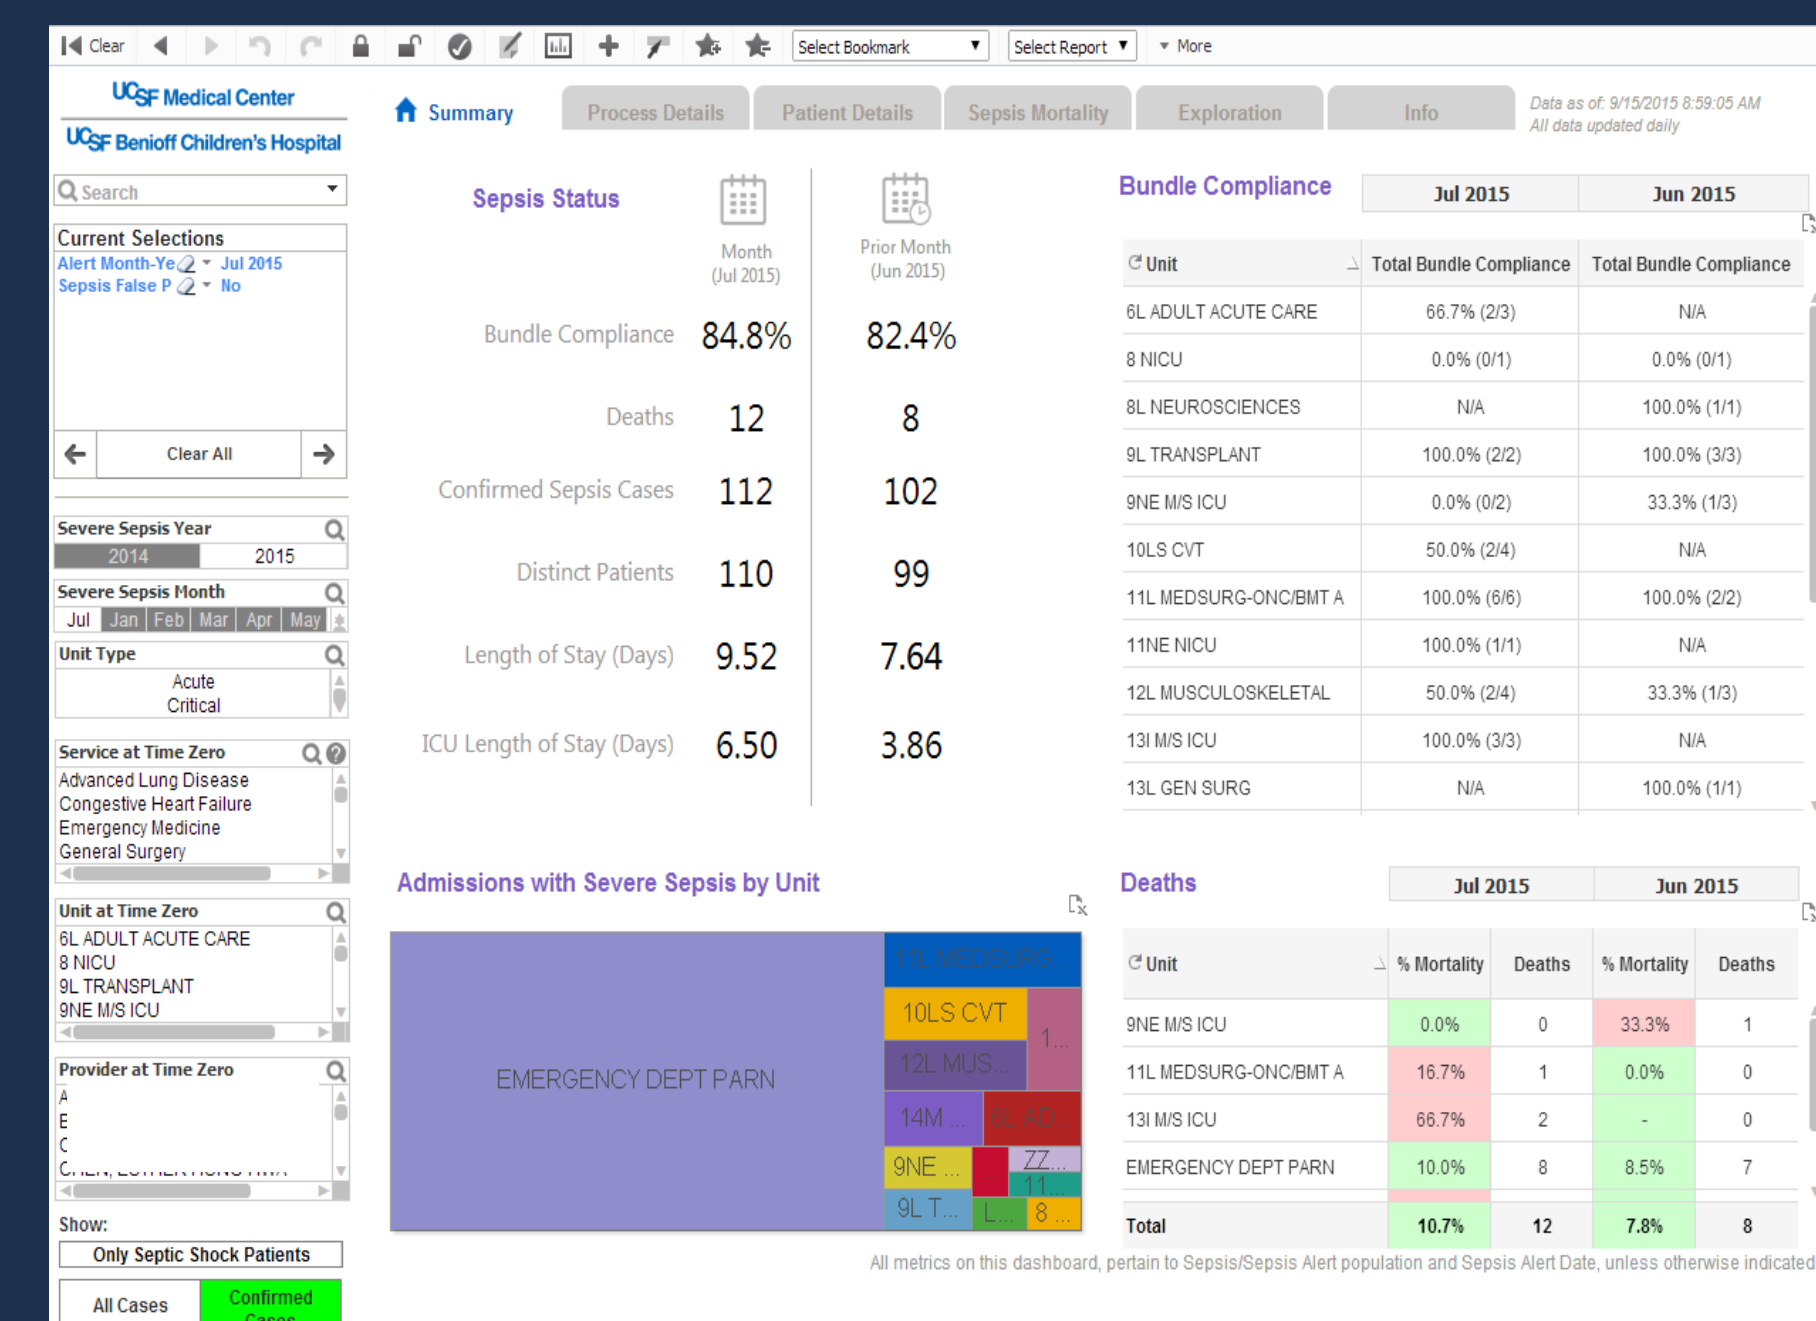 Clear
Select Bookmark
Select Report
More
UCSF Medical Center
UCSF Benioff Children's Hospital
Summary
Process Details
Patient Details
Sepsis Mortality
Exploration
Info
Data as of: 9/15/2015 8:59:05 AM
All data updated daily
Search
Current Selections
Alert Month-Ye Jul 2015
Sepsis False P No
Clear All
Severe Sepsis Year
2014 2015
Severe Sepsis Month
Jul Jan Feb Mar Apr May
Unit Type
Acute
Critical
Service at Time Zero
Advanced Lung Disease
Congestive Heart Failure
Emergency Medicine
General Surgery
Unit at Time Zero
6L ADULT ACUTE CARE
8 NICU
9L TRANSPLANT
9NE M/S ICU
Provider at Time Zero
Show:
Only Septic Shock Patients
All Cases
Confirmed
Cases
Sepsis Status
Month
(Jul 2015)
Prior Month
(Jun 2015)
Bundle Compliance 84.8% 82.4%
Deaths 12 8
Confirmed Sepsis Cases 112 102
Distinct Patients 110 99
Length of Stay (Days) 9.52 7.64
ICU Length of Stay (Days) 6.50 3.86
Bundle Compliance
Jul 2015 Jun 2015
Unit Total Bundle Compliance Total Bundle Compliance
6L ADULT ACUTE CARE 66.7% (2/3) N/A
8 NICU 0.0% (0/1) 0.0% (0/1)
8L NEUROSCIENCES N/A 100.0% (1/1)
9L TRANSPLANT 100.0% (2/2) 100.0% (3/3)
9NE M/S ICU 0.0% (0/2) 33.3% (1/3)
10LS CVT 50.0% (2/4) N/A
11L MEDSURG-ONC/BMT A 100.0% (6/6) 100.0% (2/2)
11NE NICU 100.0% (1/1) N/A
12L MUSCULOSKELETAL 50.0% (2/4) 33.3% (1/3)
13I M/S ICU 100.0% (3/3) N/A
13L GEN SURG N/A 100.0% (1/1)
Admissions with Severe Sepsis by Unit
EMERGENCY DEPT PARN
11L MEDSURG
10LS CVT
1...
12L MUS...
14M ...
6L AD...
9NE ...
ZZ...
11...
9L T...
L...
8 ...
Deaths
Jul 2015 Jun 2015
Unit % Mortality Deaths % Mortality Deaths
9NE M/S ICU 0.0% 0 33.3% 1
11L MEDSURG-ONC/BMT A 16.7% 1 0.0% 0
13I M/S ICU 66.7% 2 - 0
EMERGENCY DEPT PARN 10.0% 8 8.5% 7
Total 10.7% 12 7.8% 8
All metrics on this dashboard, pertain to Sepsis/Sepsis Alert population and Sepsis Alert Date, unless otherwise indicated